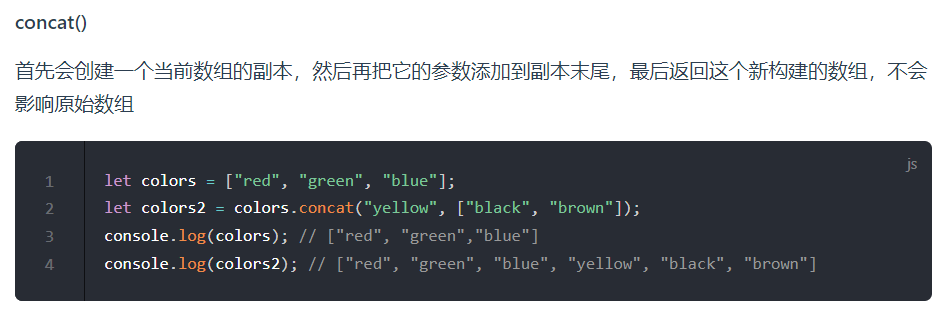 concat()
首先会创建一个当前数组的副本，然后再把它的参数添加到副本末尾，最后返回这个新构建的数组，不会
影响原始数组
js
1 let colors = ["red", "green", "blue"];
2 let colors2 = colors.concat("yellow", ["black", "brown"]);
3 console.log(colors); // ["red", "green","blue"]
4 console.log(colors2); // ["red", "green", "blue", "yellow", "black", "brown"]